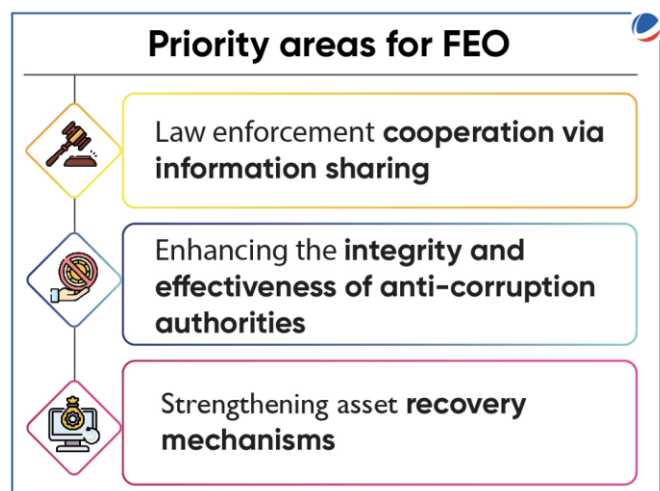 Priority areas for FEO
Law enforcement cooperation via
information sharing
Enhancing the integrity and
effectiveness of anti-corruption
authorities
Strengthening asset recovery
mechanisms